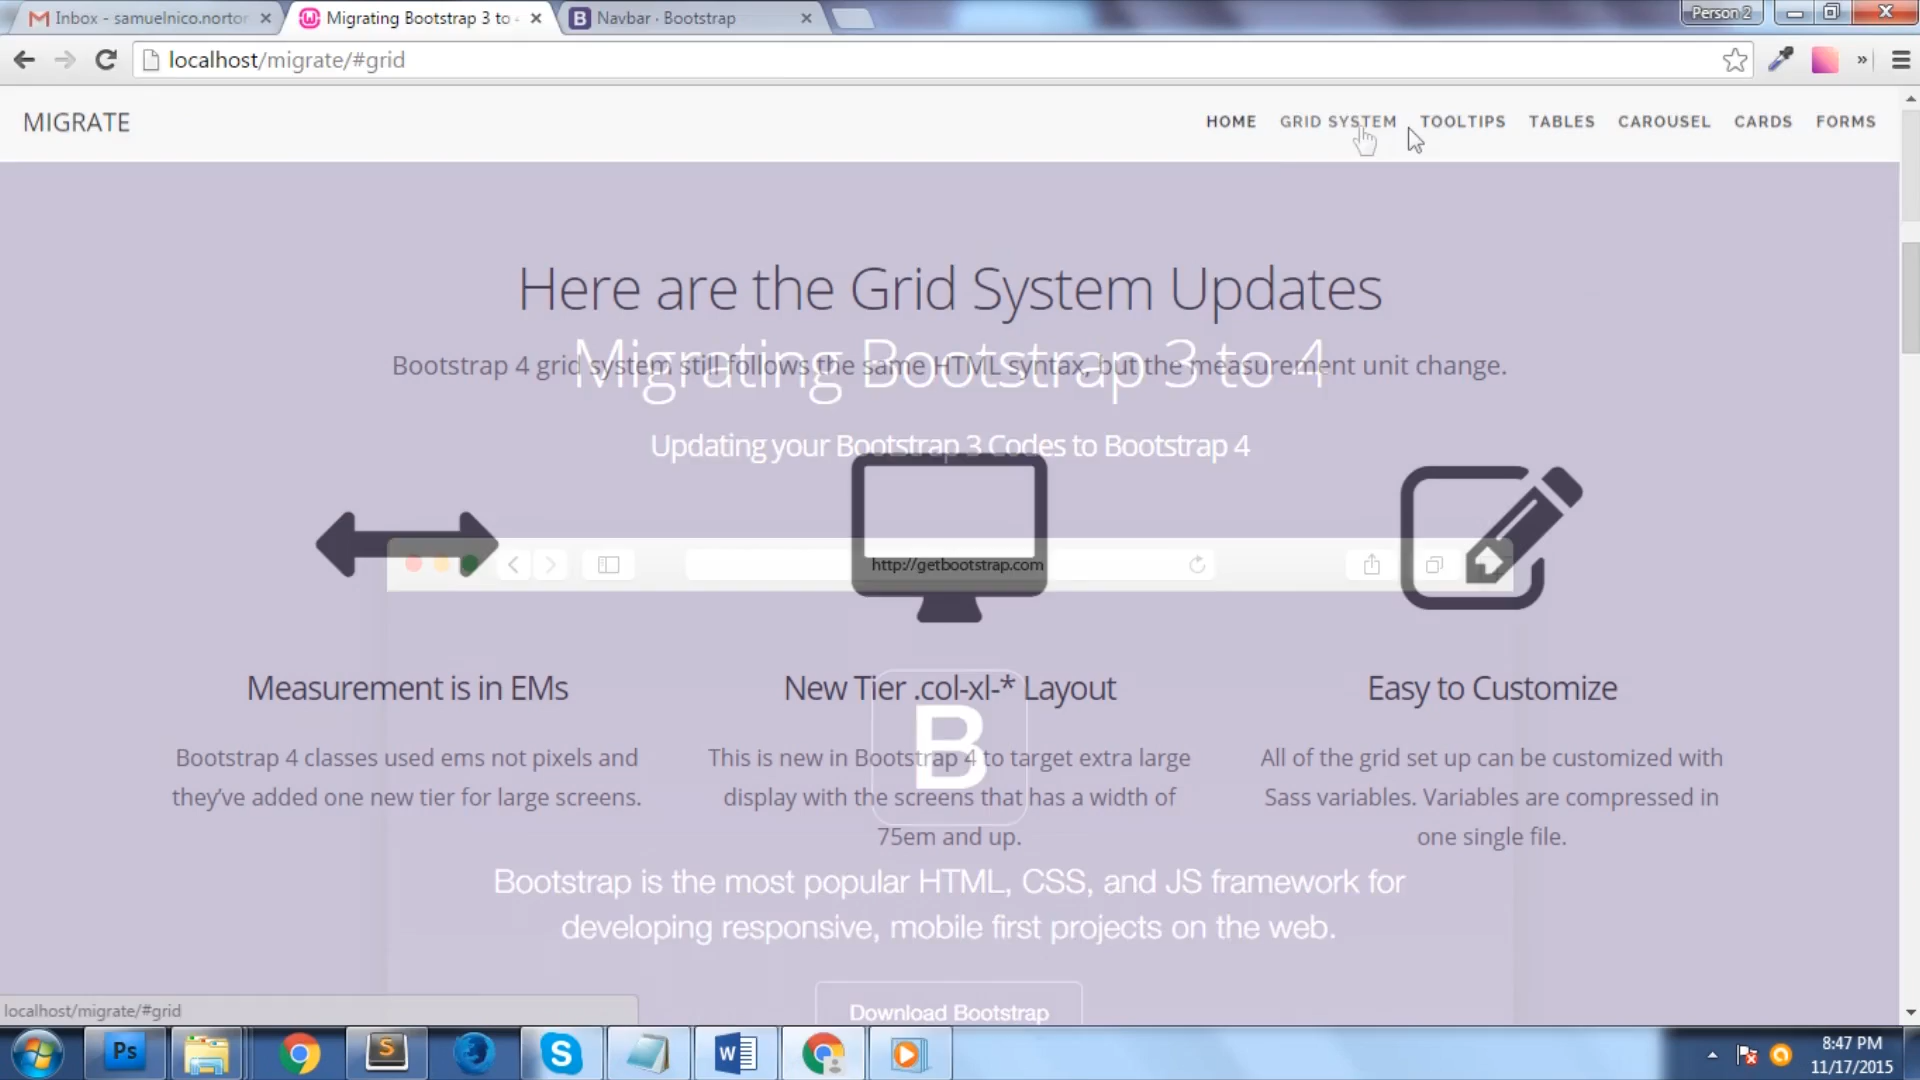 Inbox - samuelnico.nortor
Migrating Bootstrap 3 to
Navbar · Bootstrap
Person 2
localhost/migrate/#grid
MIGRATE
HOME GRID SYSTEM TOOLTIPS TABLES CAROUSEL CARDS FORMS
Here are the Grid System Updates
Bootstrap 4 grid system still follows the same HTML syntax, but the measurement unit change.
Migrating Bootstrap 3 to 4
Updating your Bootstrap 3 Codes to Bootstrap 4
http://getbootstrap.com
Measurement is in EMs
Bootstrap 4 classes used ems not pixels and
they’ve added one new tier for large screens.
New Tier .col-xl-* Layout
This is new in Bootstrap 4 to target extra large
display with the screens that has a width of
75em and up.
Easy to Customize
All of the grid set up can be customized with
Sass variables. Variables are compressed in
one single file.
B
Bootstrap is the most popular HTML, CSS, and JS framework for
developing responsive, mobile first projects on the web.
Download Bootstrap
localhost/migrate/#grid
Ps
S
S
W
8:47 PM
11/17/2015